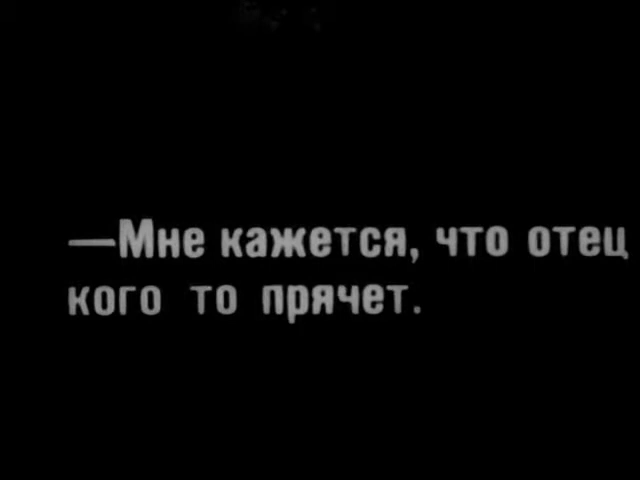 —Мне кажется, что отец
кого то прячет.